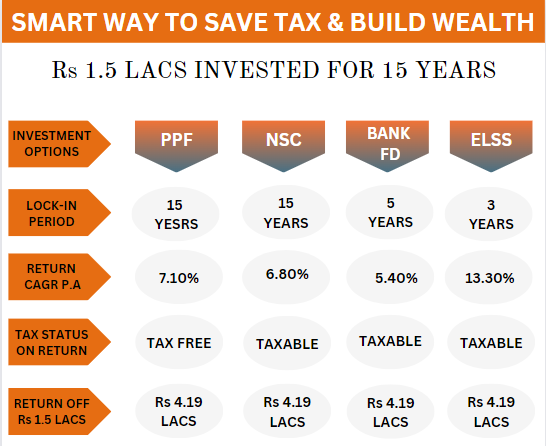 SMART WAY TO SAVE TAX & BUILD WEALTH
Rs 1.5 LACS INVESTED FOR 15 YEARS
INVESTMENT
OPTIONS
PPF
NSC
BANK
FD
ELSS
LOCK-IN
PERIOD
15
YESRS
15
YEARS
5
YEARS
3
YEARS
RETURN
CAGR P.A
7.10%
6.80%
5.40%
13.30%
TAX STATUS
ON RETURN
TAX FREE
TAXABLE
TAXABLE
TAXABLE
RETURN OFF
Rs 1.5 LACS
Rs 4.19
LACS
Rs 4.19
LACS
Rs 4.19
LACS
Rs 4.19
LACS